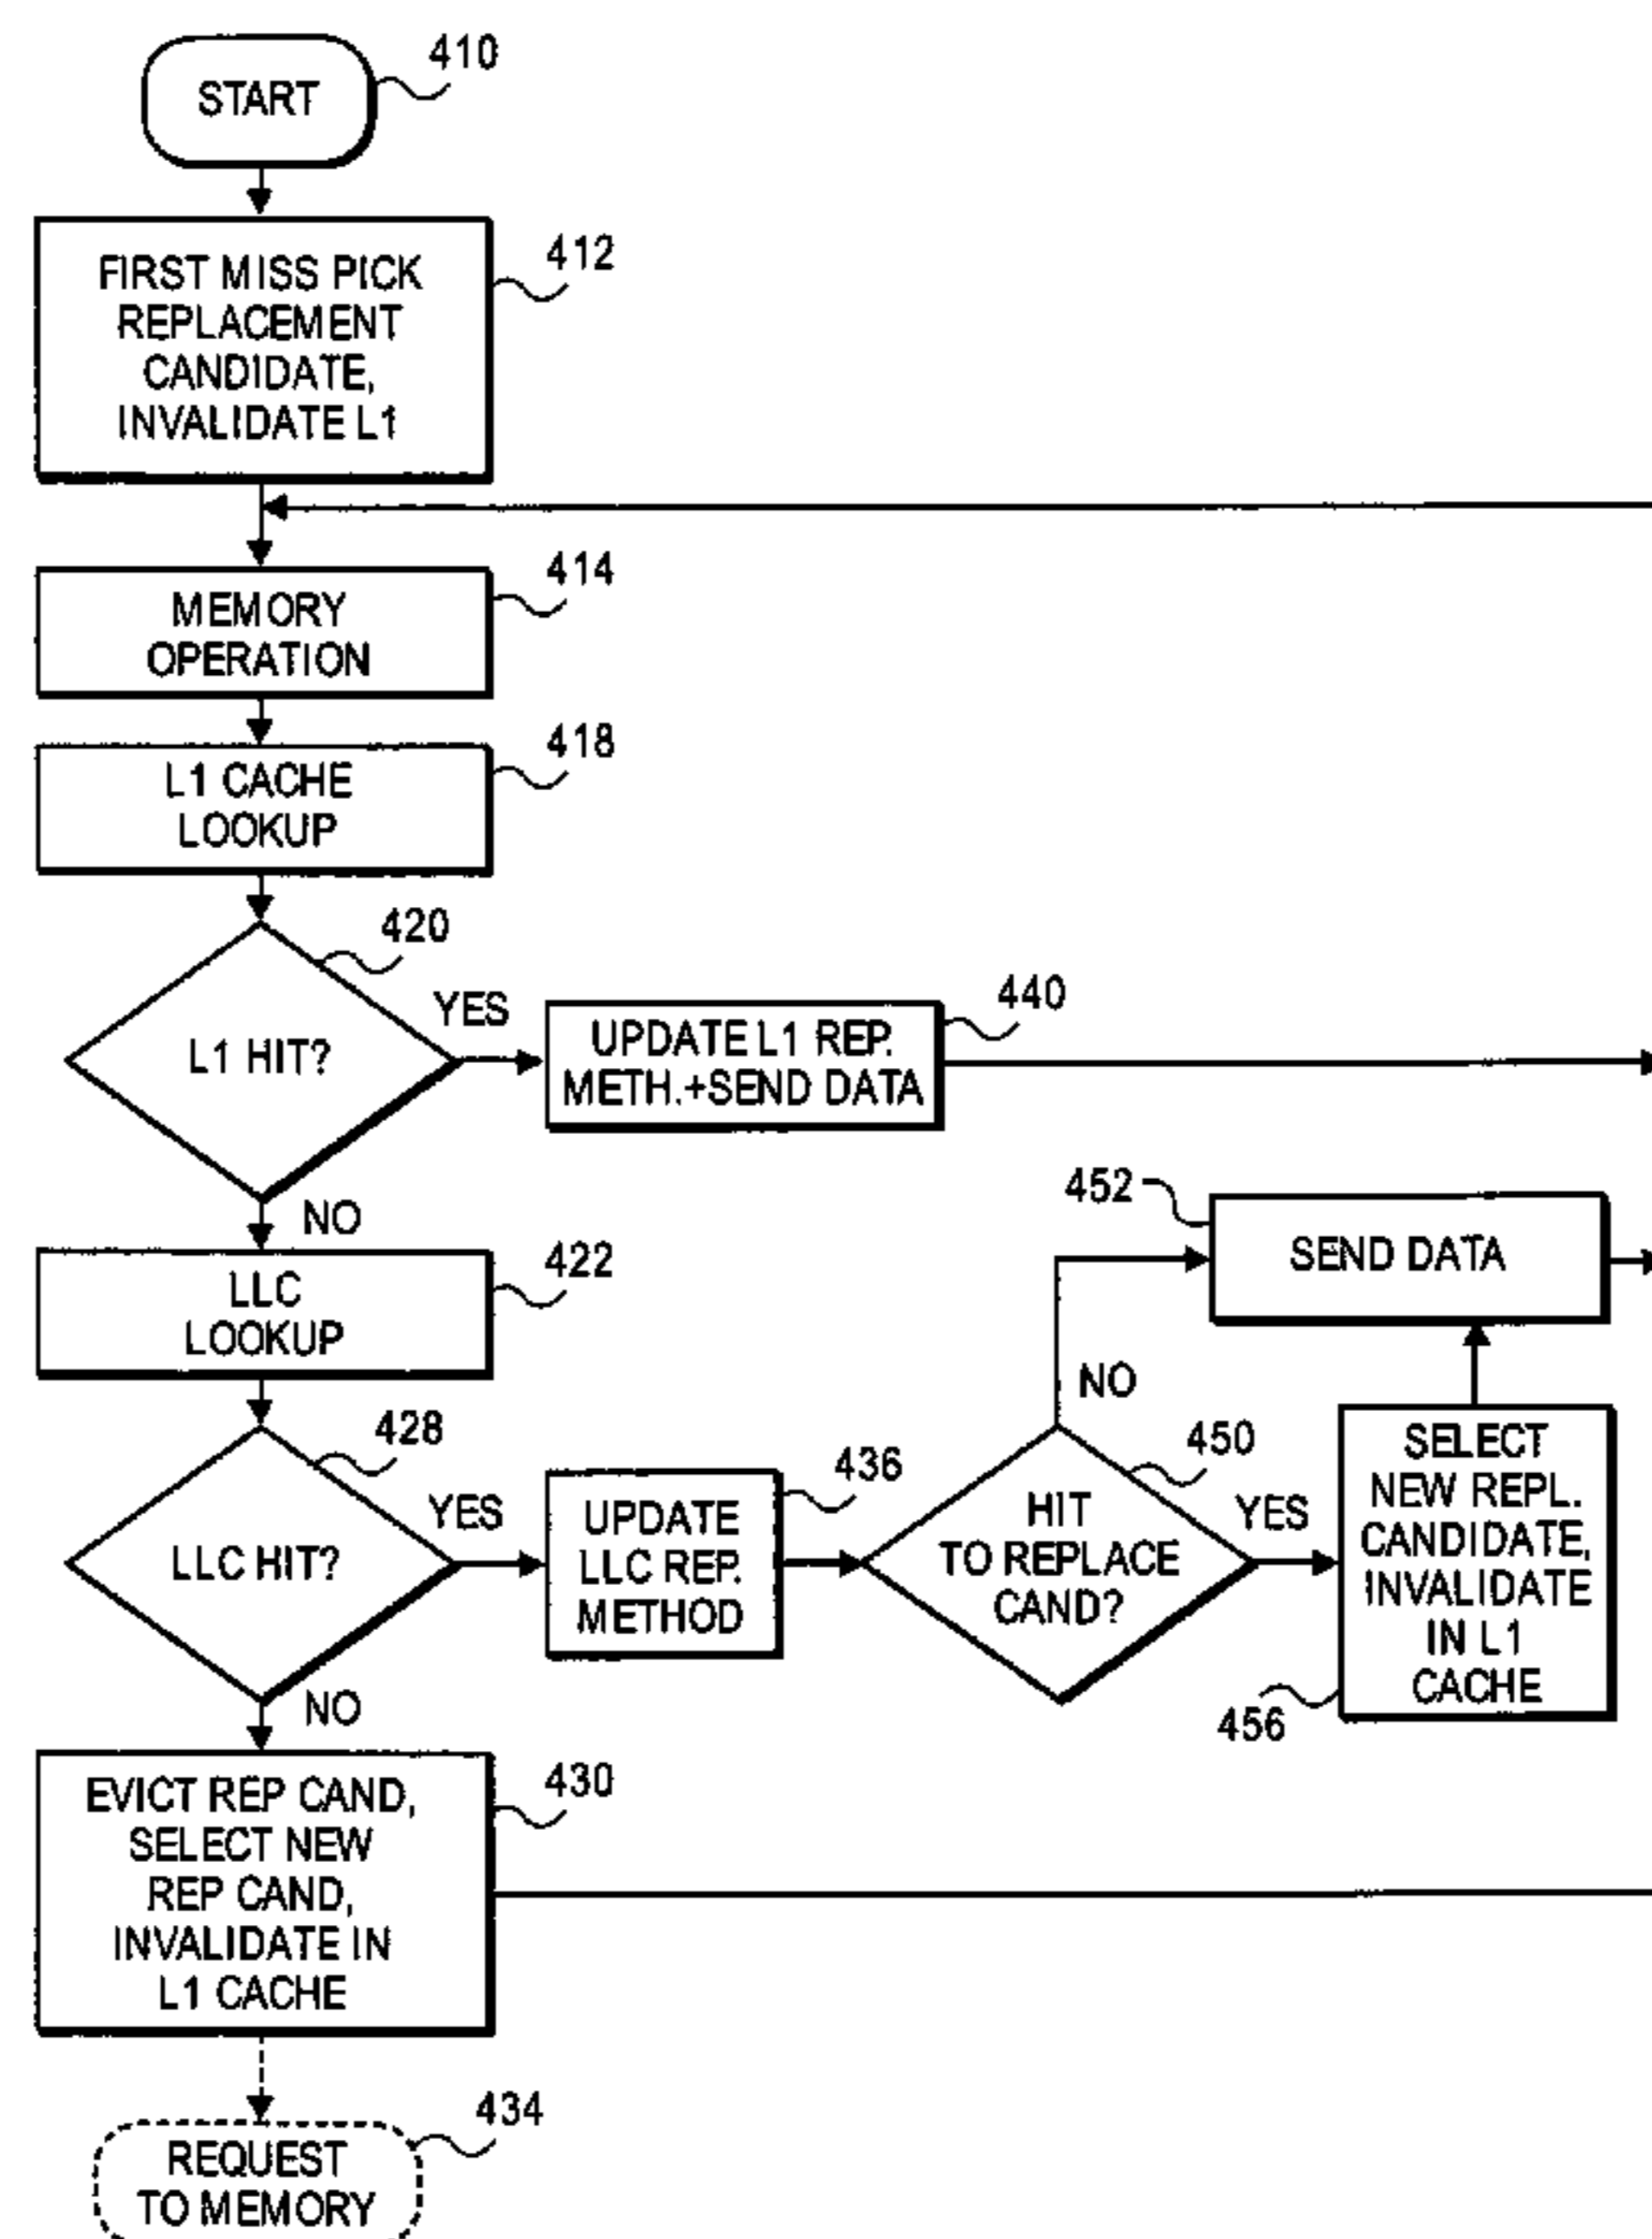 410
START
412
FIRST MISS PICK
REPLACEMENT
CANDIDATE,
INVALIDATE L1
414
MEMORY
OPERATION
418
L1 CACHE
LOOKUP
420
L1 HIT?
YES
440
UPDATE L1 REP.
METH.+SEND DATA
NO
422
LLC
LOOKUP
452
SEND DATA
428
LLC HIT?
YES
436
UPDATE
LLC REP.
METHOD
NO
450
HIT
TO REPLACE
CAND?
YES
SELECT
NEW REPL.
CANDIDATE,
INVALIDATE
IN L1
CACHE
456
NO
430
EVICT REP CAND,
SELECT NEW
REP CAND,
INVALIDATE IN
L1 CACHE
434
REQUEST
TO MEMORY